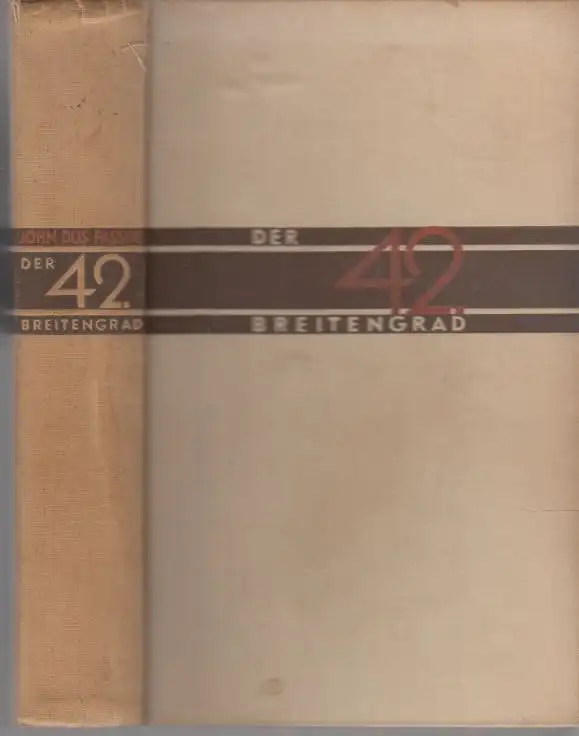 JOHN DOS PASSOS
DER
42.
BREITENGRAD
DER
42.
BREITENGRAD